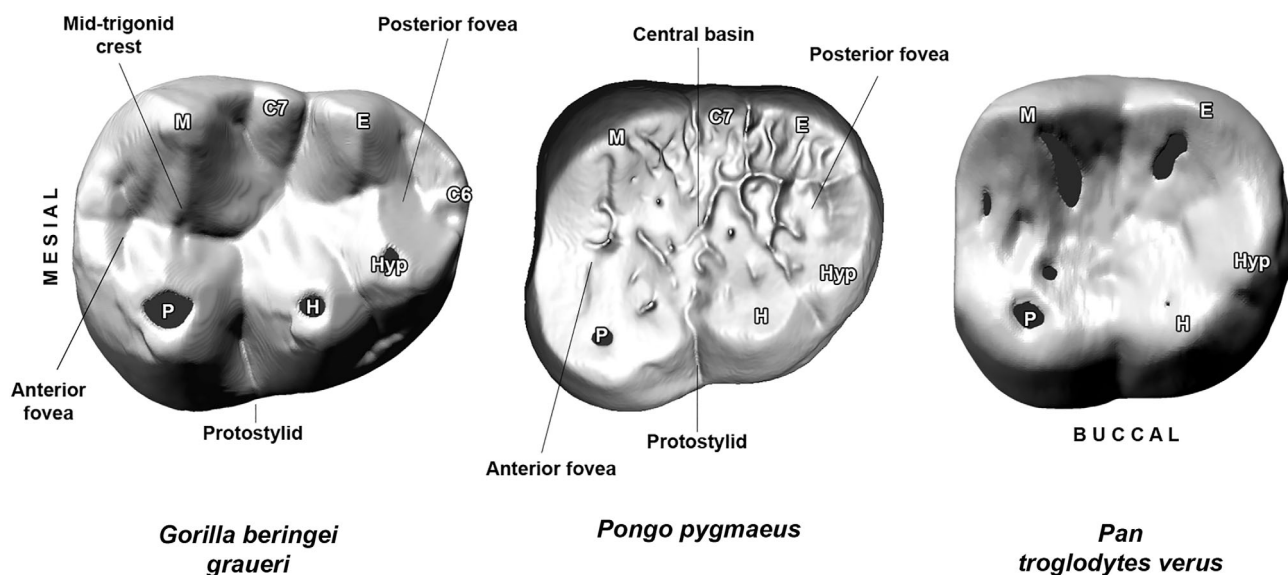 Mid-trigonid
crest
Posterior fovea
M
C7
E
C6
Hyp
P
H
MESIAL
Anterior
fovea
Protostylid
Gorilla beringei
graueri
Central basin
Posterior fovea
M
C7
E
Hyp
H
P
Protostylid
Anterior fovea
Pongo pygmaeus
M
E
Hyp
P
H
BUCCAL
Pan
troglodytes verus